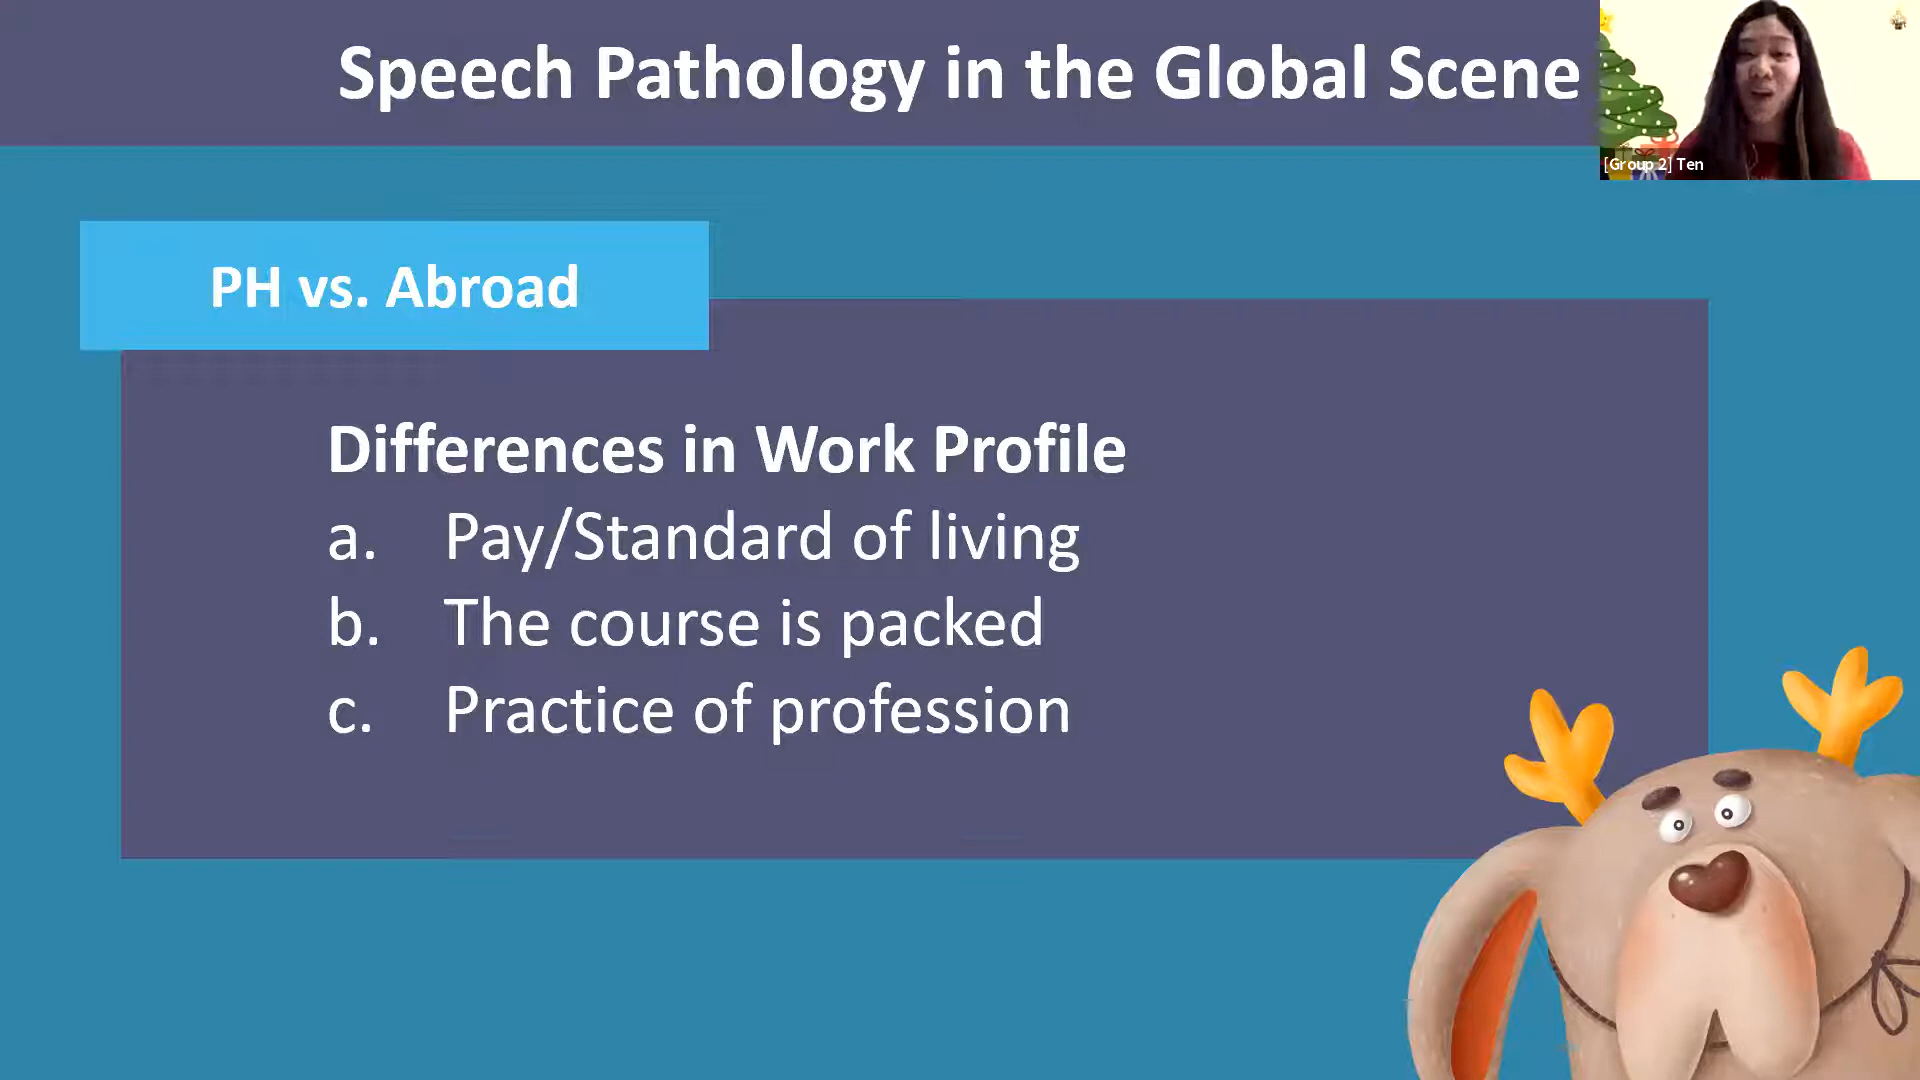 Speech Pathology in the Global Scene
[Group 2] Ten
PH vs. Abroad
Differences in Work Profile
a. Pay/Standard of living
b. The course is packed
c. Practice of profession